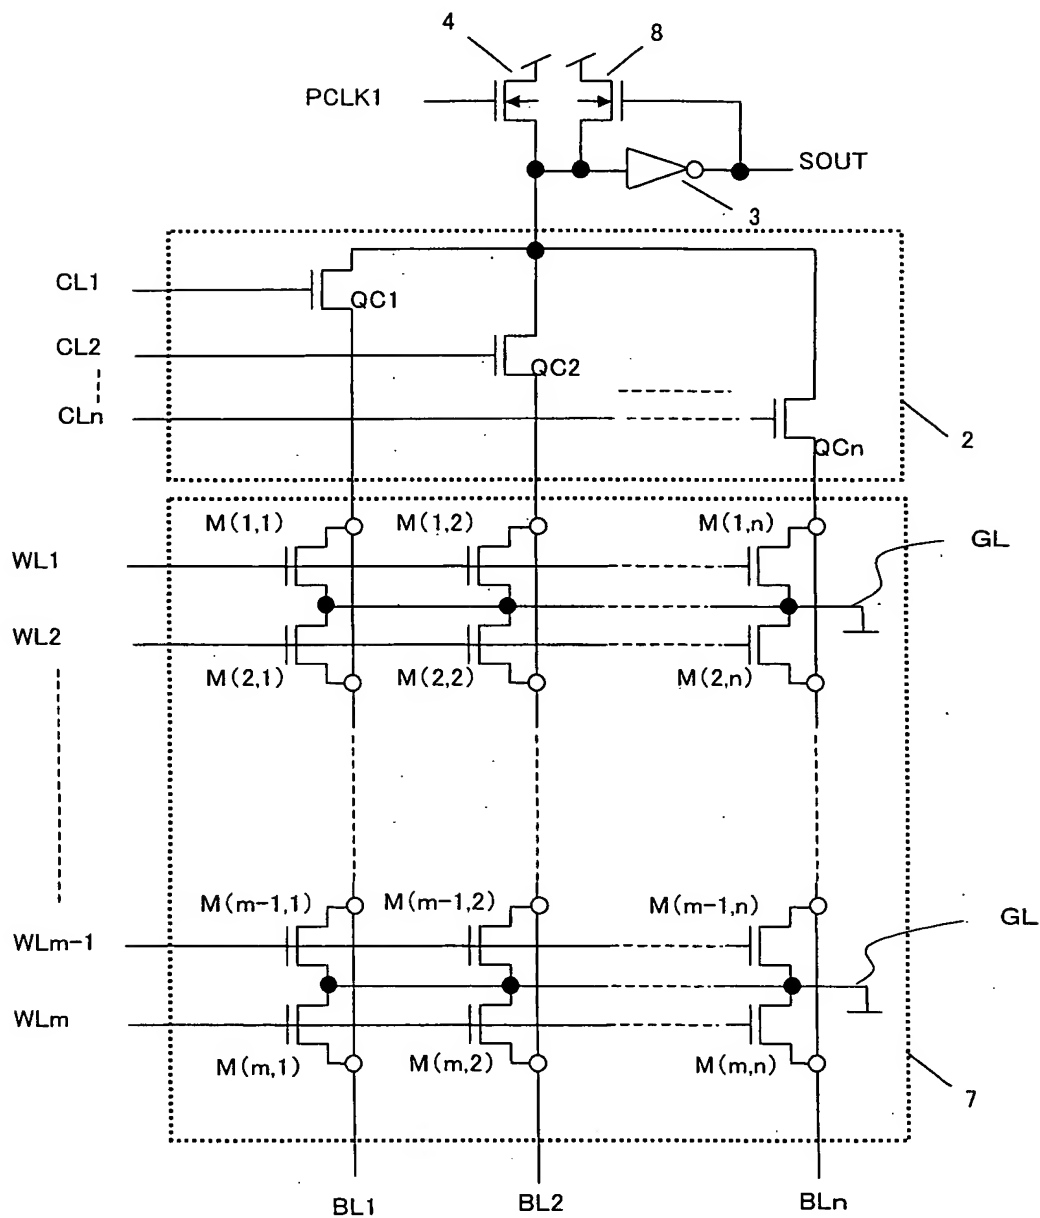 4
8
PCLK1
SOUT
3
CL1
QC1
CL2
QC2
CLn
QCn
2
M(1,1) M(1,2) M(1,n)
WL1
GL
WL2
M(2,1) M(2,2) M(2,n)
M(m-1,1) M(m-1,2) M(m-1,n)
GL
WLm-1
WLm
M(m,1) M(m,2) M(m,n)
7
BL1 BL2 BLn